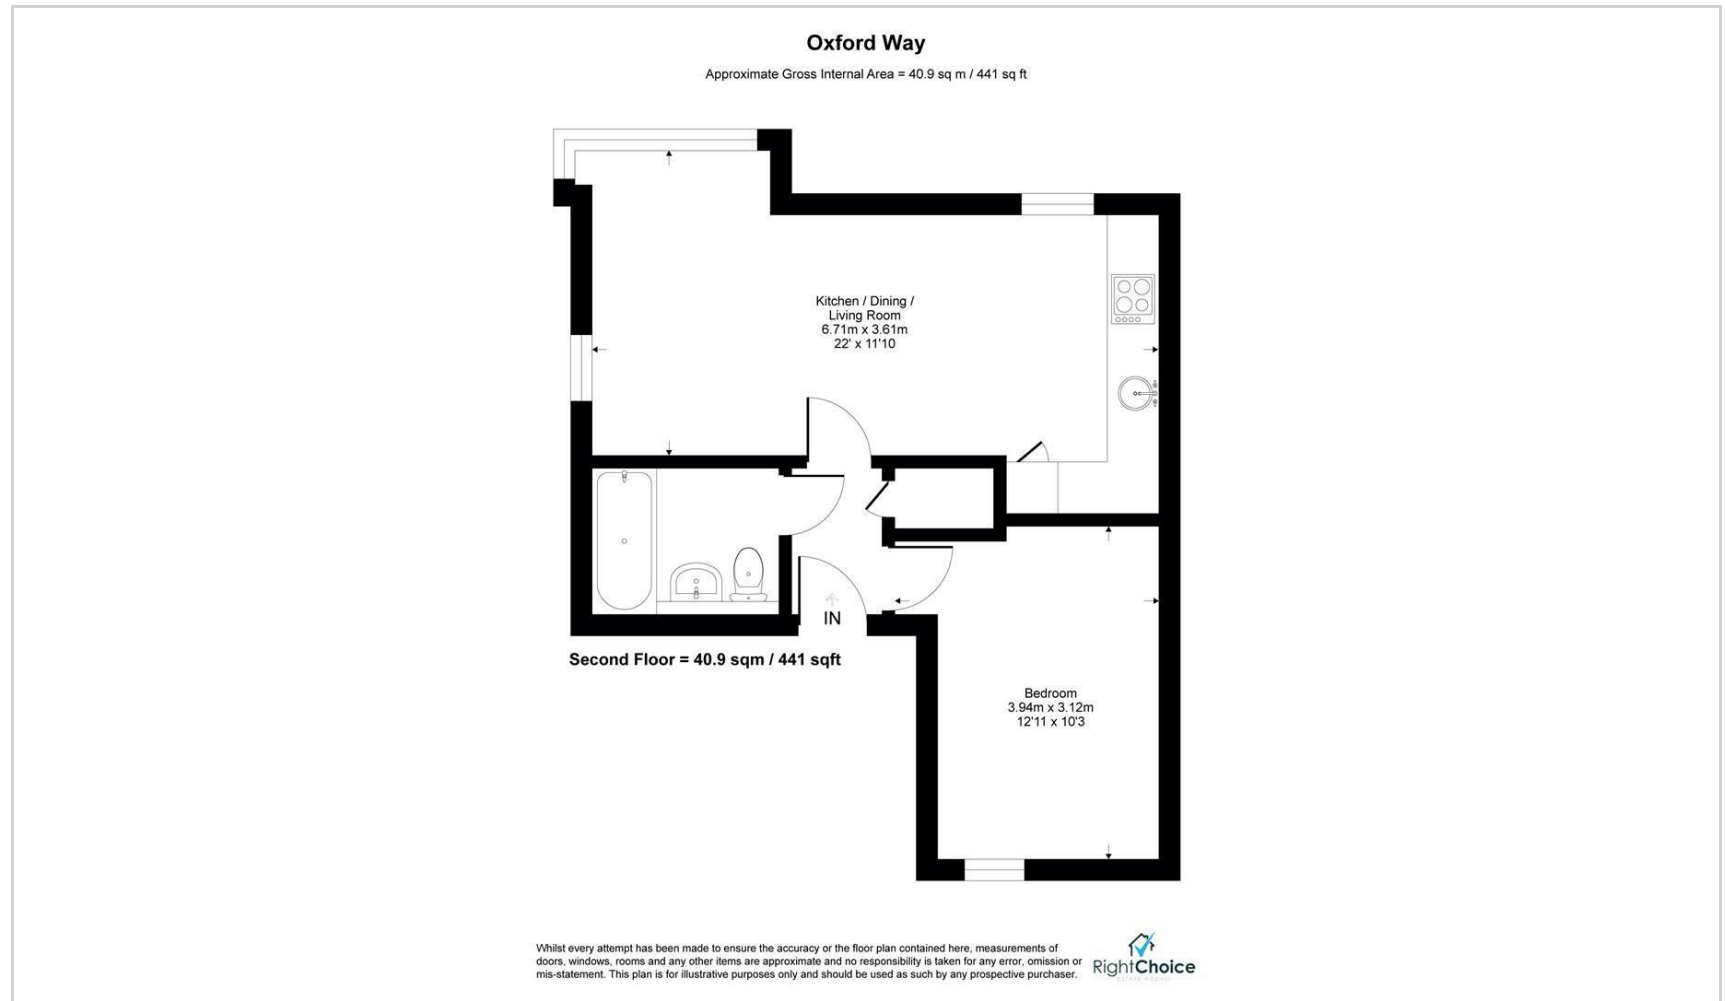 Oxford Way
Approximate Gross Internal Area = 40.9 sq m / 441 sq ft
Kitchen / Dining /
Living Room
6.71m x 3.61m
22' x 11'10
IN
Second Floor = 40.9 sqm / 441 sqft
Bedroom
3.94m x 3.12m
12'11 x 10'3
Whilst every attempt has been made to ensure the accuracy or the floor plan contained here, measurements of
doors, windows, rooms and any other items are approximate and no responsibility is taken for any error, omission or
mis-statement. This plan is for illustrative purposes only and should be used as such by any prospective purchaser.
RightChoice
ESTATE AGENTS